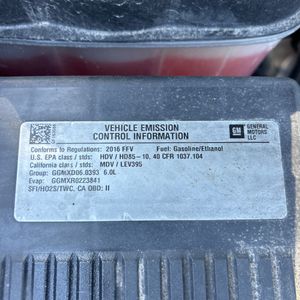 VEHICLE EMISSION
CONTROL INFORMATION
GM GENERAL MOTORS LLC
Conforms to Regulations: 2016 FFV Fuel: Gasoline/Ethanol
U.S. EPA class / stds: HDV / HD85-10, 40 CFR 1037.104
California class / stds: MDV / LEV395
Group: GGMXD06.0393 6.0L
Evap: GGMXR0223841
SFI/HO2S/TWC, CA OBD: II